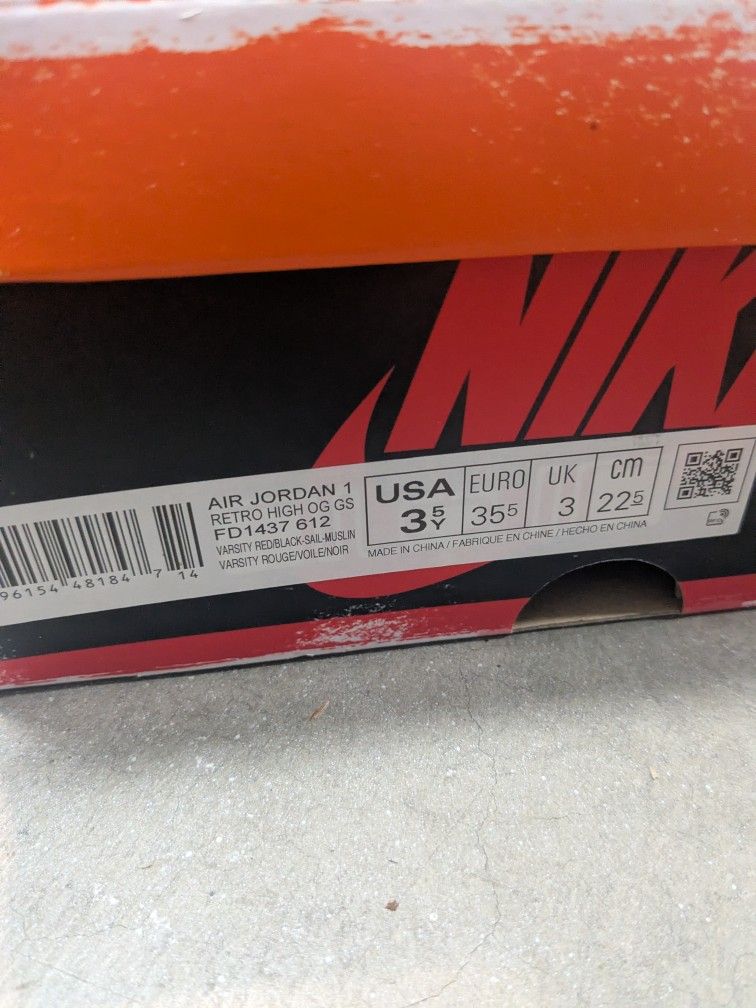 NIK
AIR JORDAN 1
RETRO HIGH OG GS
FD1437 612
VARSITY RED/BLACK-SAIL-MUSLIN
VARSITY ROUGE/VOILE/NOIR
96154 48184 7 14
USA
3 5 Y
EURO
35 5
UK
3
cm
22 5
MADE IN CHINA / FABRIQUE EN CHINE / HECHO EN CHINA